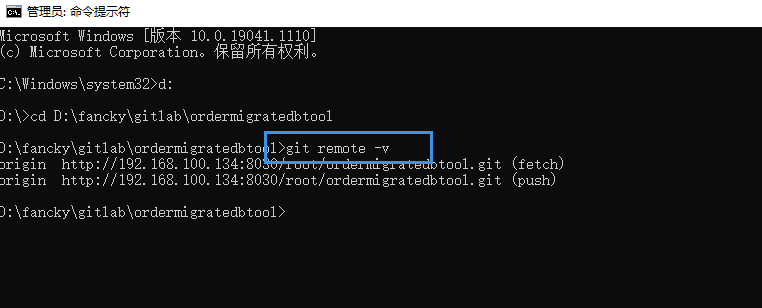 管理员: 命令提示符
Microsoft Windows [版本 10.0.19041.1110]
(c) Microsoft Corporation。保留所有权利。
C:\Windows\system32>d:
D:\>cd D:\fancky\gitlab\ordermigratedbtool
D:\fancky\gitlab\ordermigratedbtool>git remote -v
origin  http://192.168.100.134:8030/root/ordermigratedbtool.git (fetch)
origin  http://192.168.100.134:8030/root/ordermigratedbtool.git (push)
D:\fancky\gitlab\ordermigratedbtool>